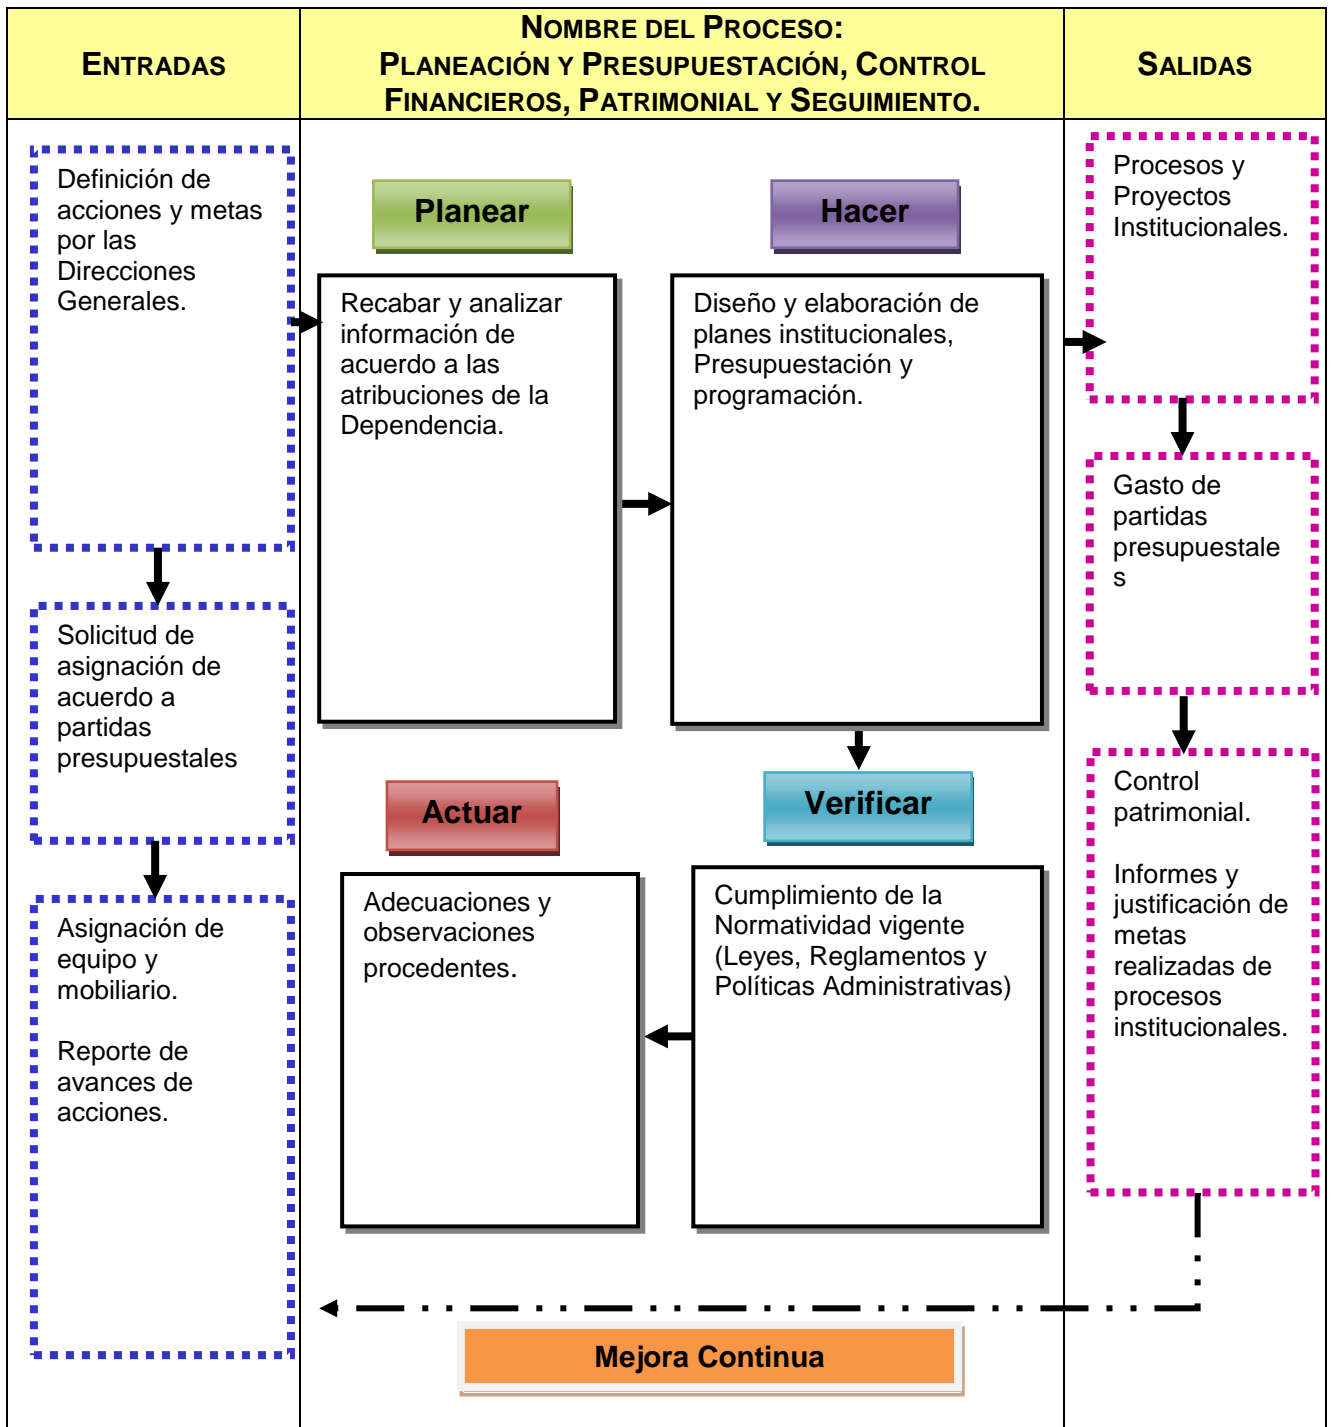 ENTRADAS
NOMBRE DEL PROCESO:
PLANEACIÓN Y PRESUPUESTACIÓN, CONTROL
FINANCIEROS, PATRIMONIAL Y SEGUIMIENTO.
SALIDAS
Definición de
acciones y metas
por las
Direcciones
Generales.
Solicitud de
asignación de
acuerdo a
partidas
presupuestales
Asignación de
equipo y
mobiliario.
Reporte de
avances de
acciones.
Planear
Recabar y analizar
información de
acuerdo a las
atribuciones de la
Dependencia.
Hacer
Diseño y elaboración de
planes institucionales,
Presupuestación y
programación.
Verificar
Cumplimiento de la
Normatividad vigente
(Leyes, Reglamentos y
Políticas Administrativas)
Actuar
Adecuaciones y
observaciones
procedentes.
Procesos y
Proyectos
Institucionales.
Gasto de
partidas
presupuestale
s
Control
patrimonial.
Informes y
justificación de
metas
realizadas de
procesos
institucionales.
Mejora Continua